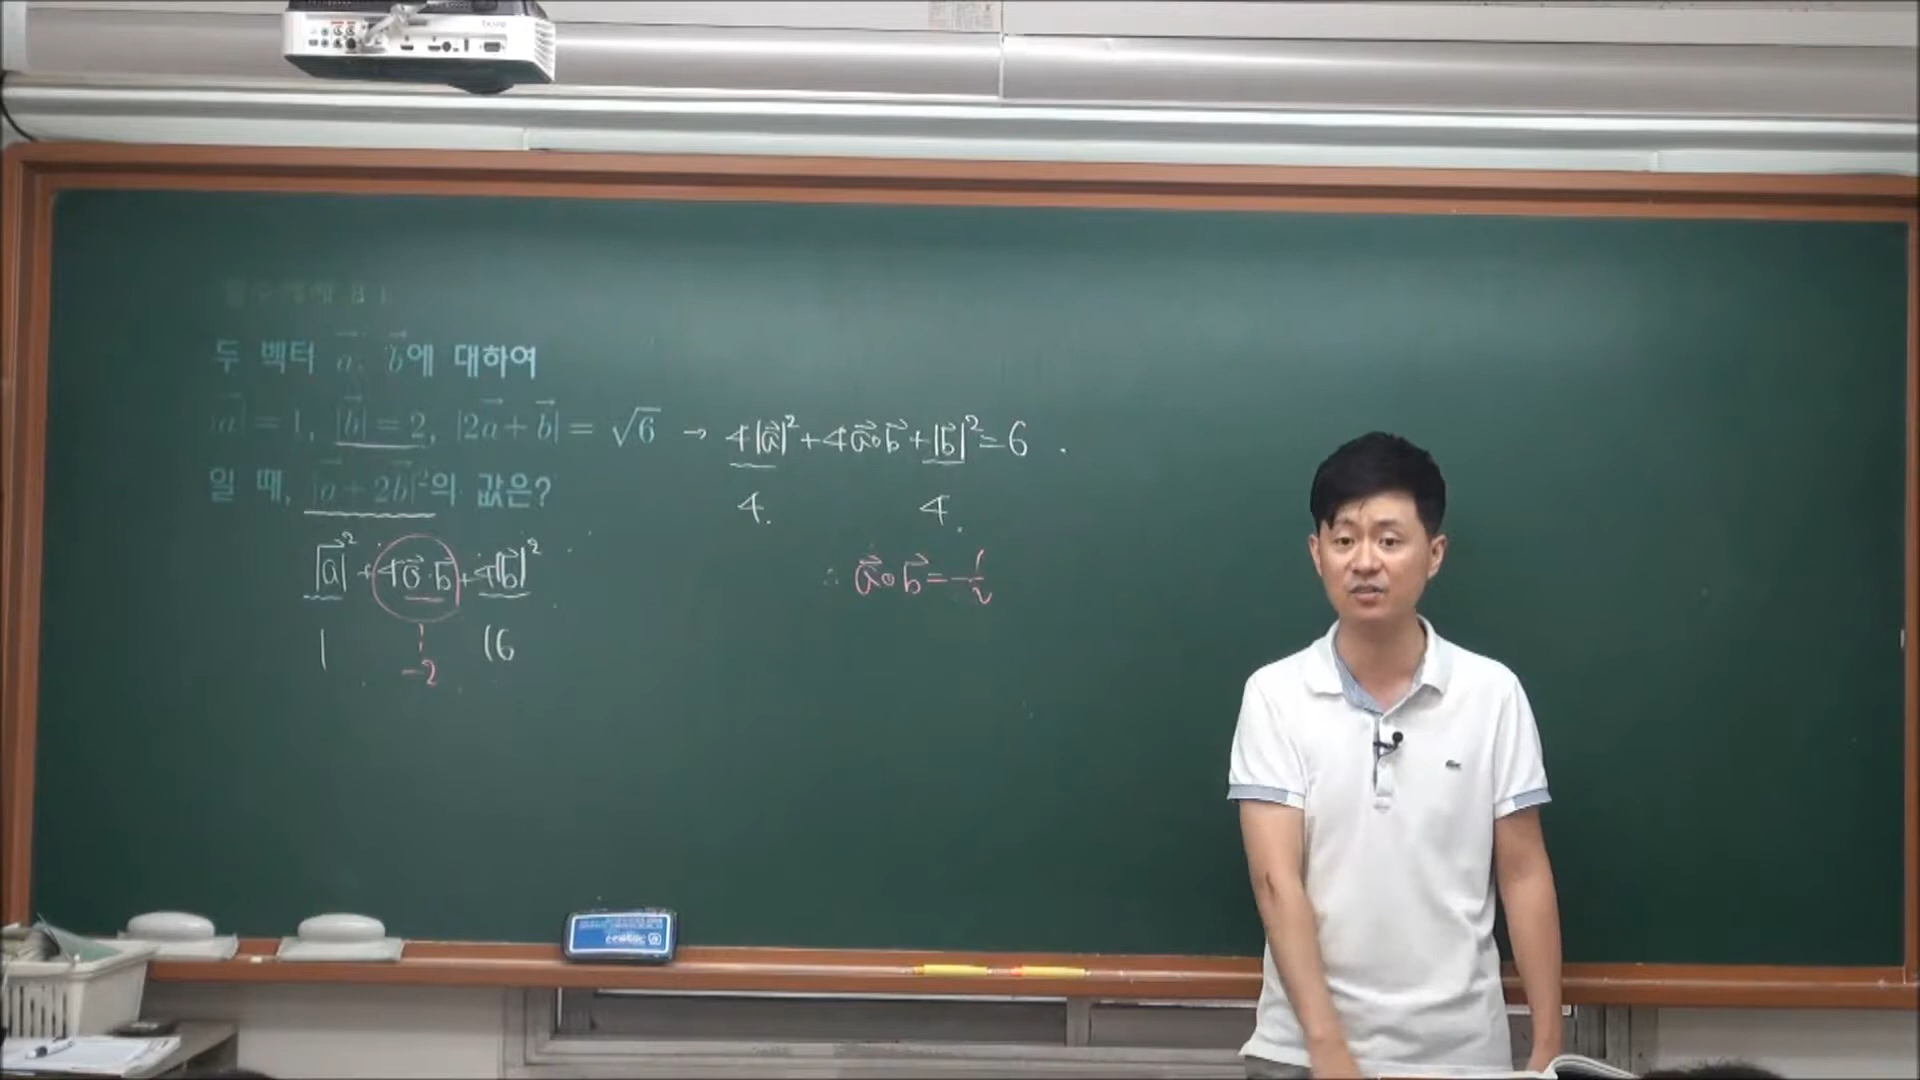 두 벡터 a, b에 대하여
|a| = 1, |b| = 2, |2a + b| = √6 → 4|a|² + 4a∘b + |b|² = 6
일 때, |a + 2b|²의 값은?
4. 4.
|a|² + 4a·b + 4|b|²
∴ a∘b = -1/2
1 -2 16